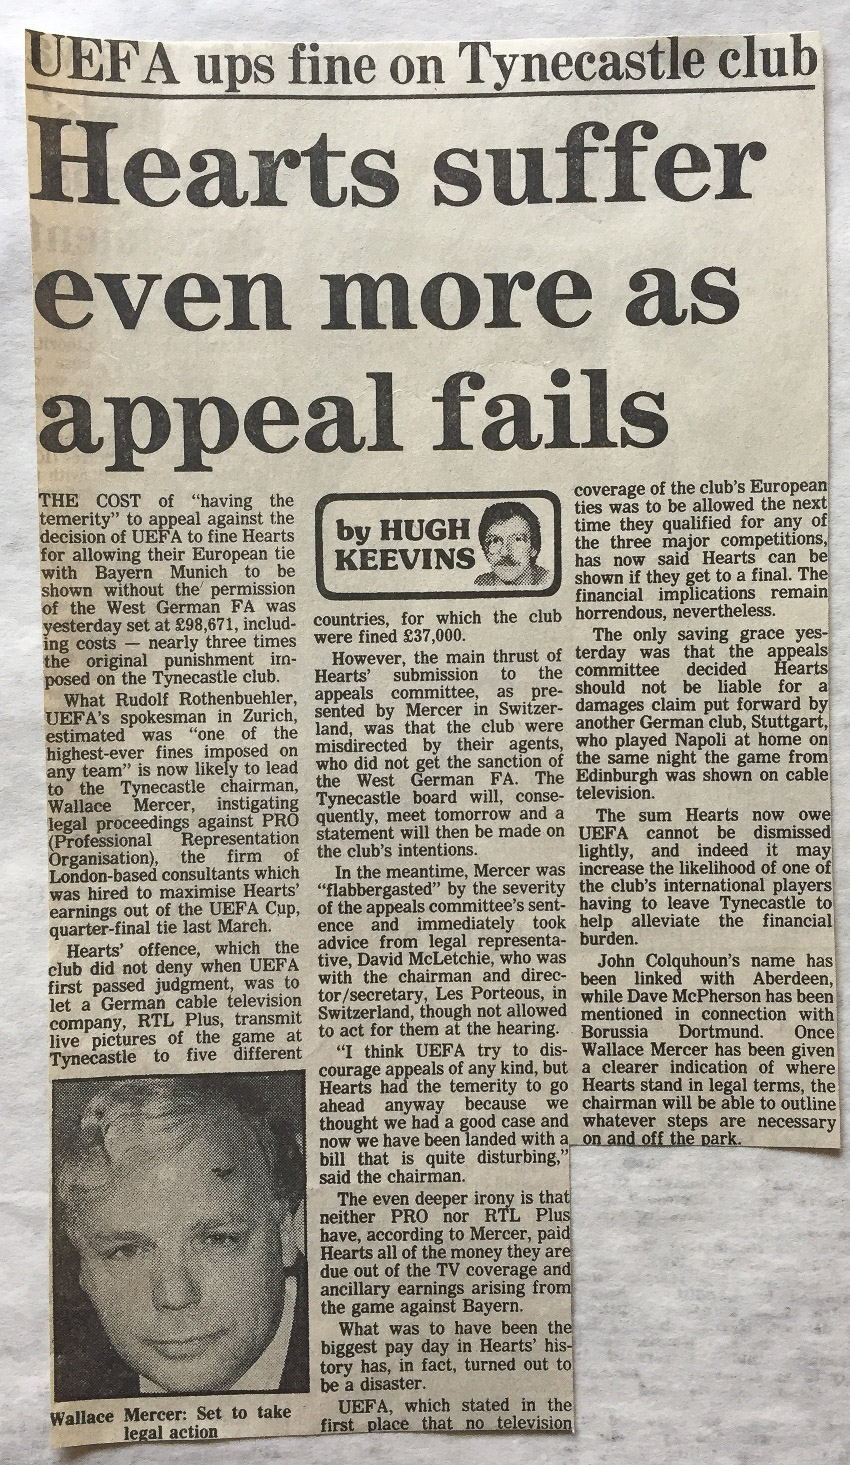 UEFA ups fine on Tynecastle club
Hearts suffer
even more as
appeal fails
THE COST of “having the
temerity” to appeal against the
decision of UEFA to fine Hearts
for allowing their European tie
with Bayern Munich to be
shown without the permission
of the West German FA was
yesterday set at £98,671, includ-
ing costs — nearly three times
the original punishment im-
posed on the Tynecastle club.
What Rudolf Rothenbuehler,
UEFA’s spokesman in Zurich,
estimated was “one of the
highest-ever fines imposed on
any team” is now likely to lead
to the Tynecastle chairman,
Wallace Mercer, instigating
legal proceedings against PRO
(Professional Representation
Organisation), the firm of
London-based consultants which
was hired to maximise Hearts’
earnings out of the UEFA Cup,
quarter-final tie last March.
Hearts’ offence, which the
club did not deny when UEFA
first passed judgment, was to
let a German cable television
company, RTL Plus, transmit
live pictures of the game at
Tynecastle to five different
Wallace Mercer: Set to take
legal action
by HUGH
KEEVINS
countries, for which the club
were fined £37,000.
However, the main thrust of
Hearts’ submission to the
appeals committee, as pre-
sented by Mercer in Switzer-
land, was that the club were
misdirected by their agents,
who did not get the sanction of
the West German FA. The
Tynecastle board will, conse-
quently, meet tomorrow and a
statement will then be made on
the club’s intentions.
In the meantime, Mercer was
“flabbergasted” by the severity
of the appeals committee’s sent-
ence and immediately took
advice from legal representa-
tive, David McLetchie, who was
with the chairman and direc-
tor/secretary, Les Porteous, in
Switzerland, though not allowed
to act for them at the hearing.
“I think UEFA try to dis-
courage appeals of any kind, but
Hearts had the temerity to go
ahead anyway because we
thought we had a good case and
now we have been landed with a
bill that is quite disturbing,”
said the chairman.
The even deeper irony is that
neither PRO nor RTL Plus
have, according to Mercer, paid
Hearts all of the money they are
due out of the TV coverage and
ancillary earnings arising from
the game against Bayern.
What was to have been the
biggest pay day in Hearts’ his-
tory has, in fact, turned out to
be a disaster.
UEFA, which stated in the
first place that no television
coverage of the club’s European
ties was to be allowed the next
time they qualified for any of
the three major competitions,
has now said Hearts can be
shown if they get to a final. The
financial implications remain
horrendous, nevertheless.
The only saving grace yes-
terday was that the appeals
committee decided Hearts
should not be liable for a
damages claim put forward by
another German club, Stuttgart,
who played Napoli at home on
the same night the game from
Edinburgh was shown on cable
television.
The sum Hearts now owe
UEFA cannot be dismissed
lightly, and indeed it may
increase the likelihood of one of
the club’s international players
having to leave Tynecastle to
help alleviate the financial
burden.
John Colquhoun’s name has
been linked with Aberdeen,
while Dave McPherson has been
mentioned in connection with
Borussia Dortmund. Once
Wallace Mercer has been given
a clearer indication of where
Hearts stand in legal terms, the
chairman will be able to outline
whatever steps are necessary
on and off the park.